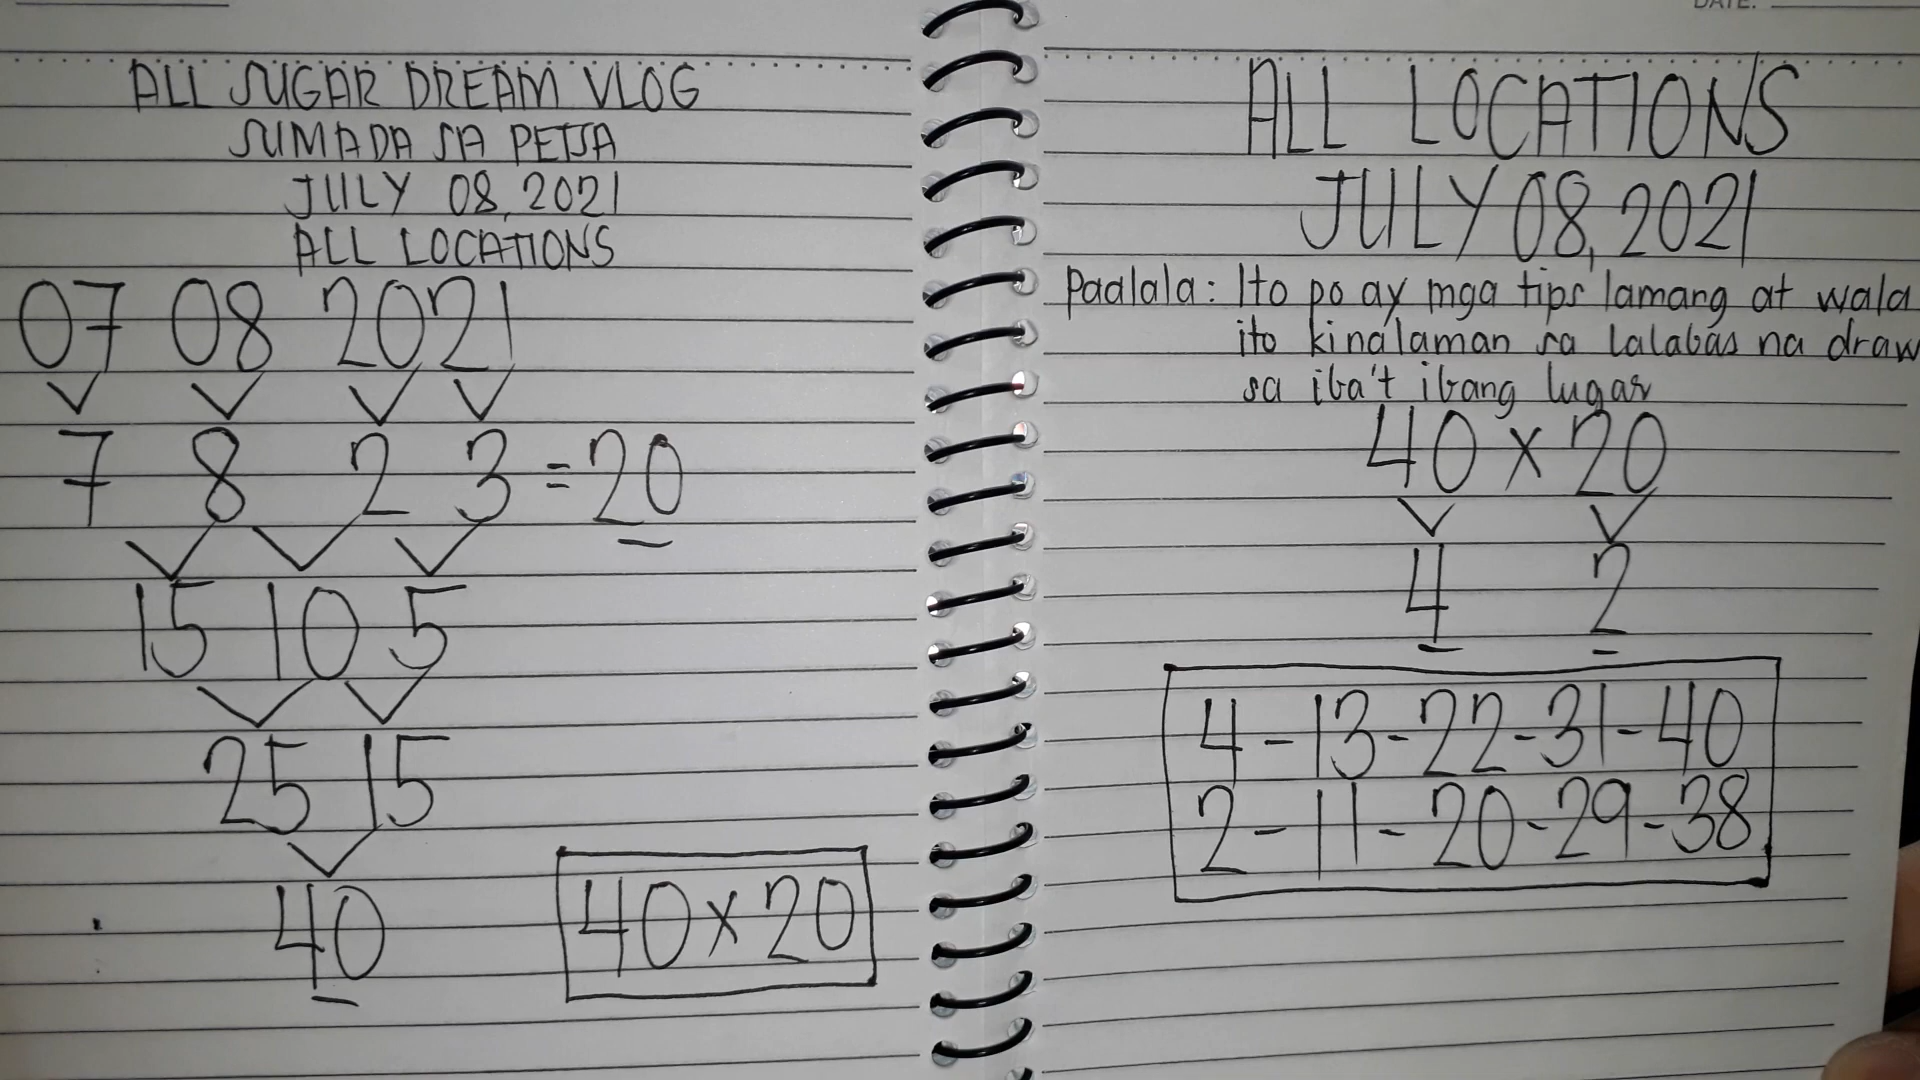 ALL SUGAR DREAM VLOG
SUMADA SA PETSA
JULY 08, 2021
ALL LOCATIONS
07 08 2021
7 8 2 3 = 20
15 10 5
25 15
40
40 x 20
DATE:
ALL LOCATIONS
JULY 08, 2021
Paalala: Ito po ay mga tips lamang at wala
ito kinalaman sa lalabas na draw
sa iba't ibang lugar
40 x 20
4 2
4-13-22-31-40
2-11-20-29-38